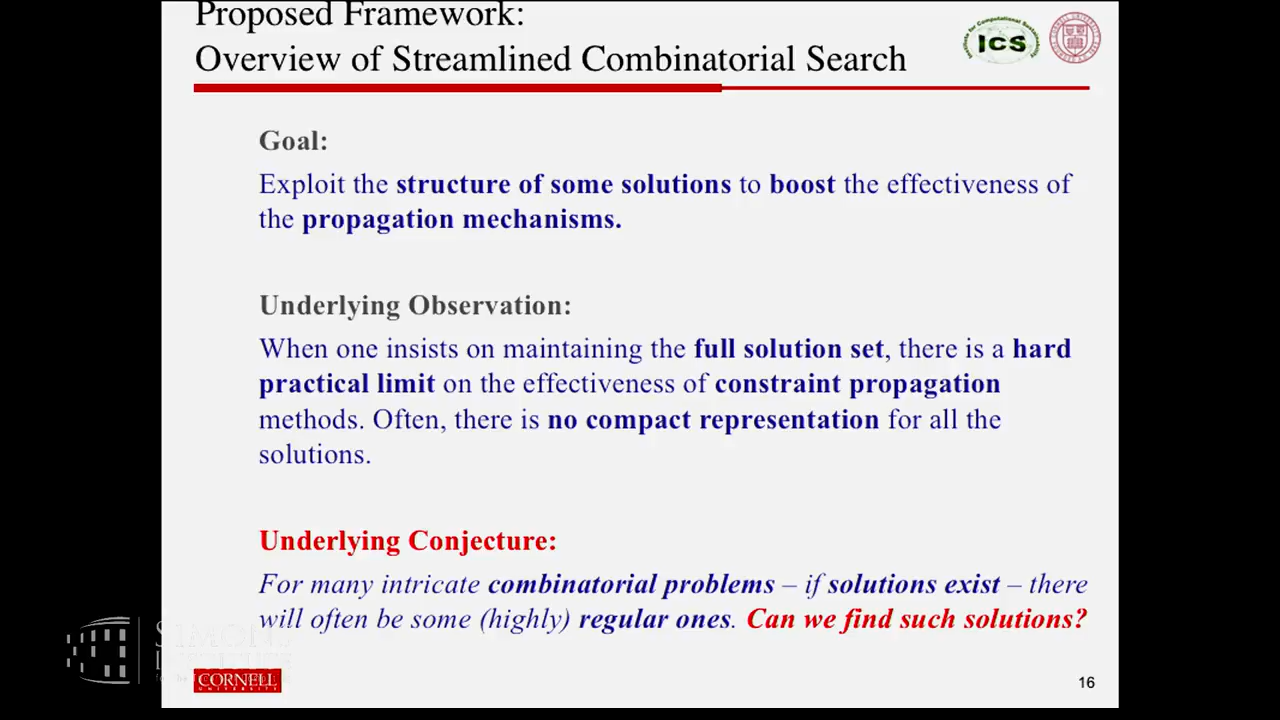 Proposed Framework:
Overview of Streamlined Combinatorial Search
ICS
Goal:
Exploit the structure of some solutions to boost the effectiveness of
the propagation mechanisms.
Underlying Observation:
When one insists on maintaining the full solution set, there is a hard
practical limit on the effectiveness of constraint propagation
methods. Often, there is no compact representation for all the
solutions.
Underlying Conjecture:
For many intricate combinatorial problems – if solutions exist – there
will often be some (highly) regular ones. Can we find such solutions?
SIMONS
CORNELL
UNIVERSITY
16